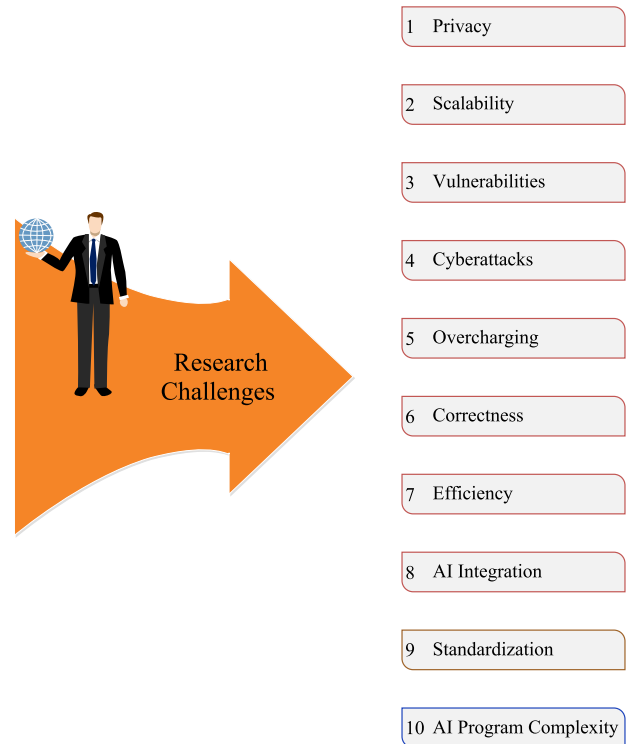 1 Privacy
2 Scalability
3 Vulnerabilities
4 Cyberattacks
5 Overcharging
Research
Challenges
6 Correctness
7 Efficiency
8 AI Integration
9 Standardization
10 AI Program Complexity